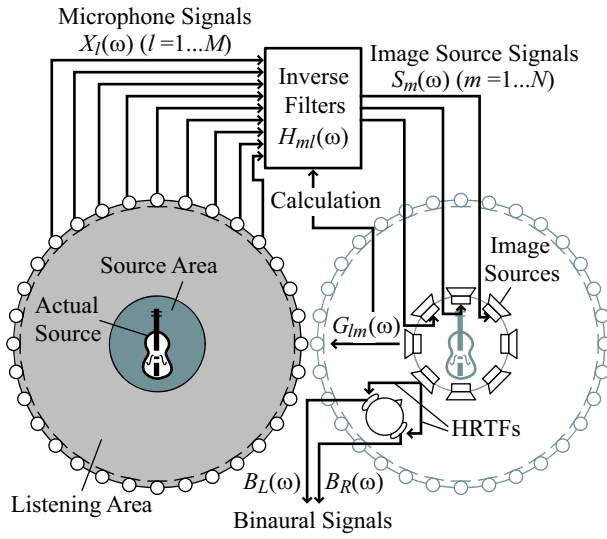 Microphone Signals
X_l(ω) (l =1...M)
Inverse
Filters
H_ml(ω)
Image Source Signals
S_m(ω) (m =1...N)
Calculation
Source Area
Actual
Source
Image
Sources
G_lm(ω)
HRTFs
Listening Area
B_L(ω)
B_R(ω)
Binaural Signals